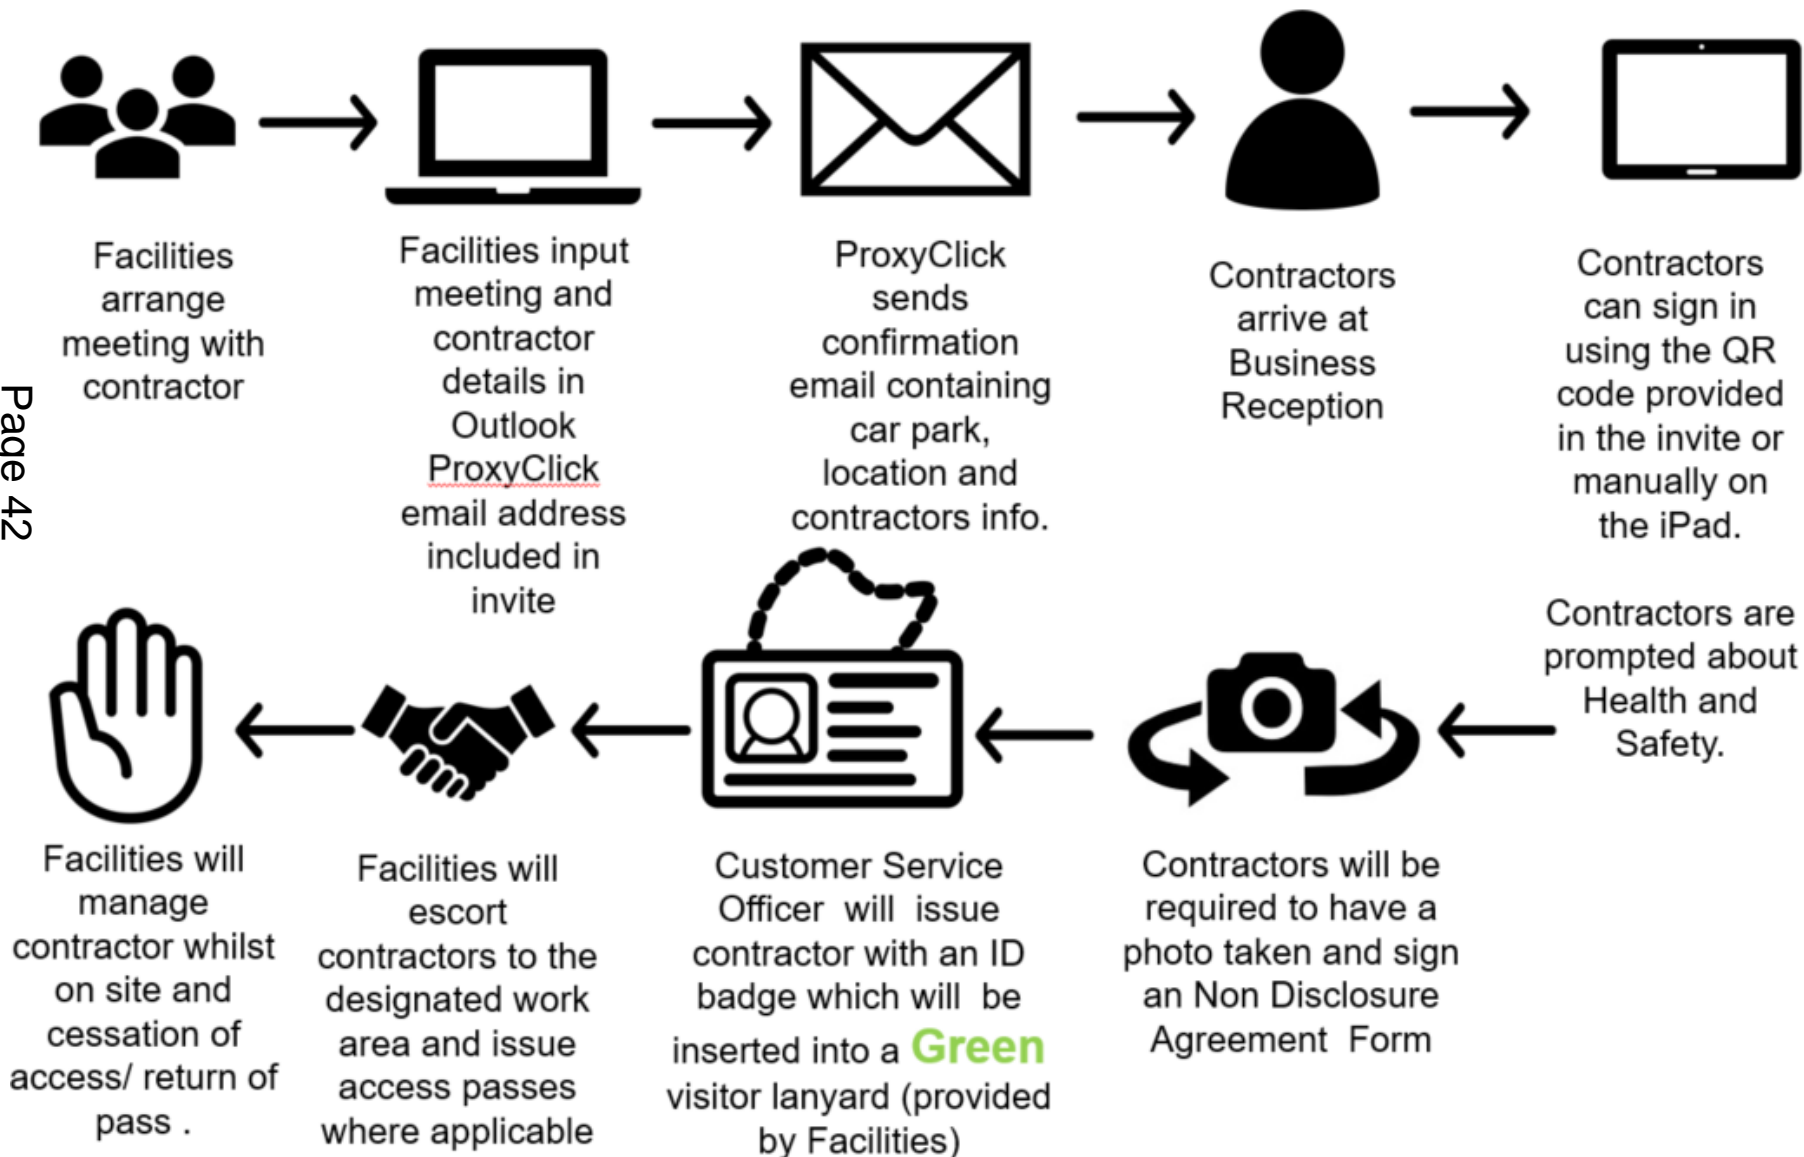 Facilities
arrange
meeting with
contractor
Facilities input
meeting and
contractor
details in
Outlook
ProxyClick
email address
included in
invite
ProxyClick
sends
confirmation
email containing
car park,
location and
contractors info.
Contractors
arrive at
Business
Reception
Contractors
can sign in
using the QR
code provided
in the invite or
manually on
the iPad.
Contractors are
prompted about
Health and
Safety.
Contractors will be
required to have a
photo taken and sign
an Non Disclosure
Agreement  Form
Customer Service
Officer  will  issue
contractor with an ID
badge which will  be
inserted into a Green
visitor lanyard (provided
by Facilities)
Facilities will
escort
contractors to the
designated work
area and issue
access passes
where applicable
Facilities will
manage
contractor whilst
on site and
cessation of
access/ return of
pass .
Page 42